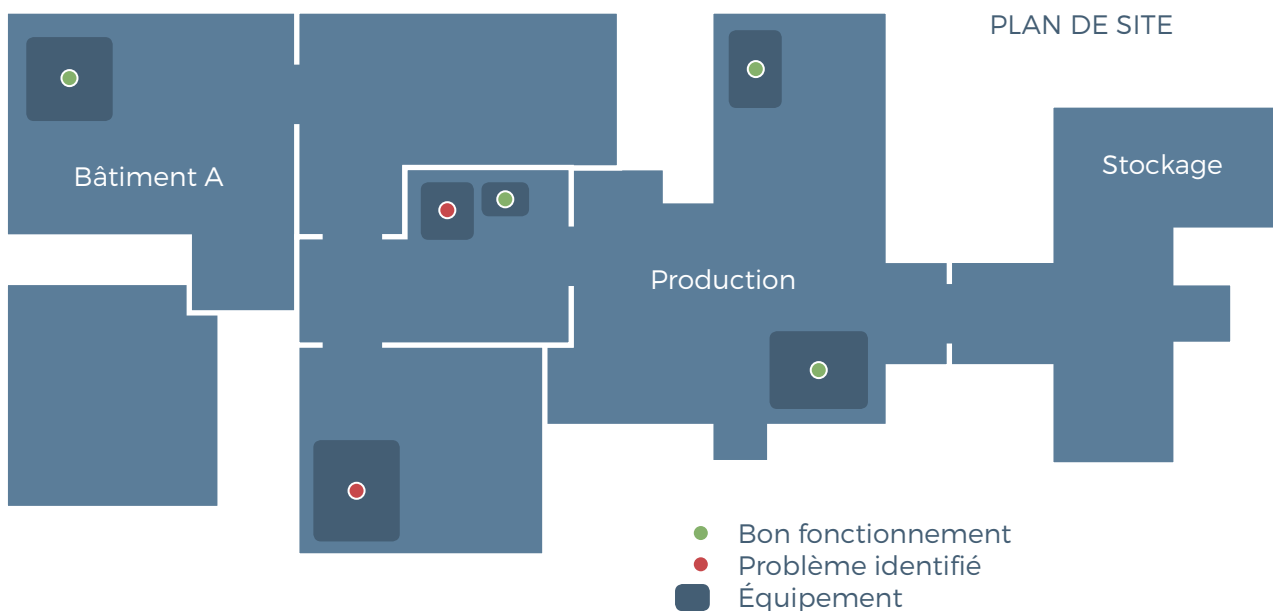 PLAN DE SITE
Stockage
Bâtiment A
Production
Bon fonctionnement
Problème identifié
Équipement